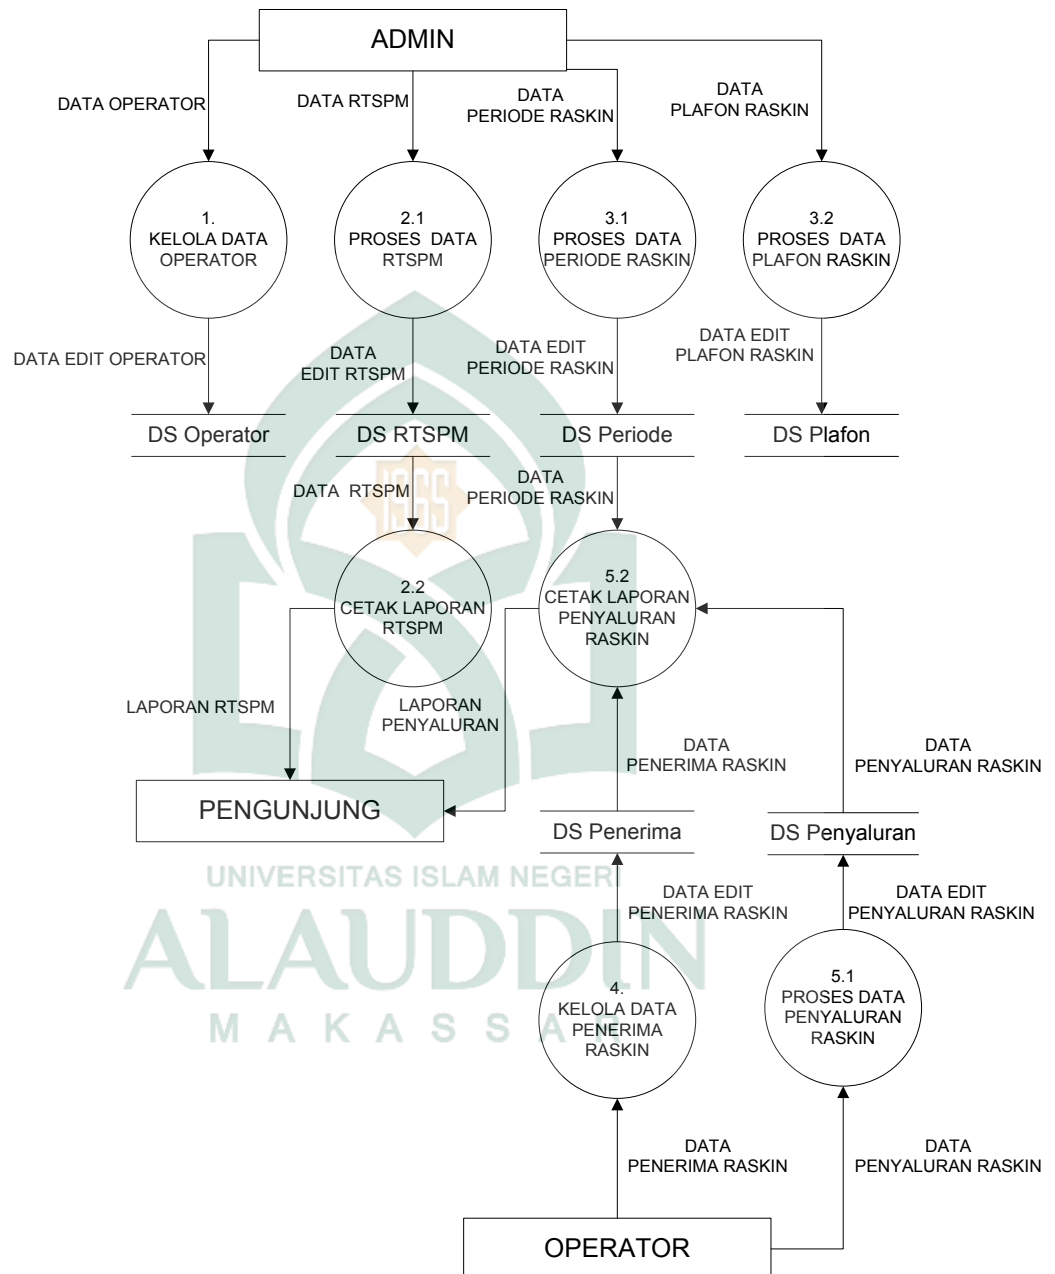 ADMIN
DATA OPERATOR
DATA RTSPM
DATA
PERIODE RASKIN
DATA
PLAFON RASKIN
1.
KELOLA DATA
OPERATOR
2.1
PROSES DATA
RTSPM
3.1
PROSES DATA
PERIODE RASKIN
3.2
PROSES DATA
PLAFON RASKIN
DATA EDIT OPERATOR
DATA
EDIT RTSPM
DATA EDIT
PERIODE RASKIN
DATA EDIT
PLAFON RASKIN
DS Operator
DS RTSPM
DS Periode
DS Plafon
1965
DATA RTSPM
DATA
PERIODE RASKIN
2.2
CETAK LAPORAN
RTSPM
5.2
CETAK LAPORAN
PENYALURAN
RASKIN
LAPORAN RTSPM
LAPORAN
PENYALURAN
DATA
PENERIMA RASKIN
DATA
PENYALURAN RASKIN
PENGUNJUNG
DS Penerima
DS Penyaluran
UNIVERSITAS ISLAM NEGERI
ALAUDDIN
MAKASSAR
DATA EDIT
PENERIMA RASKIN
DATA EDIT
PENYALURAN RASKIN
4.
KELOLA DATA
PENERIMA
RASKIN
5.1
PROSES DATA
PENYALURAN
RASKIN
DATA
PENERIMA RASKIN
DATA
PENYALURAN RASKIN
OPERATOR